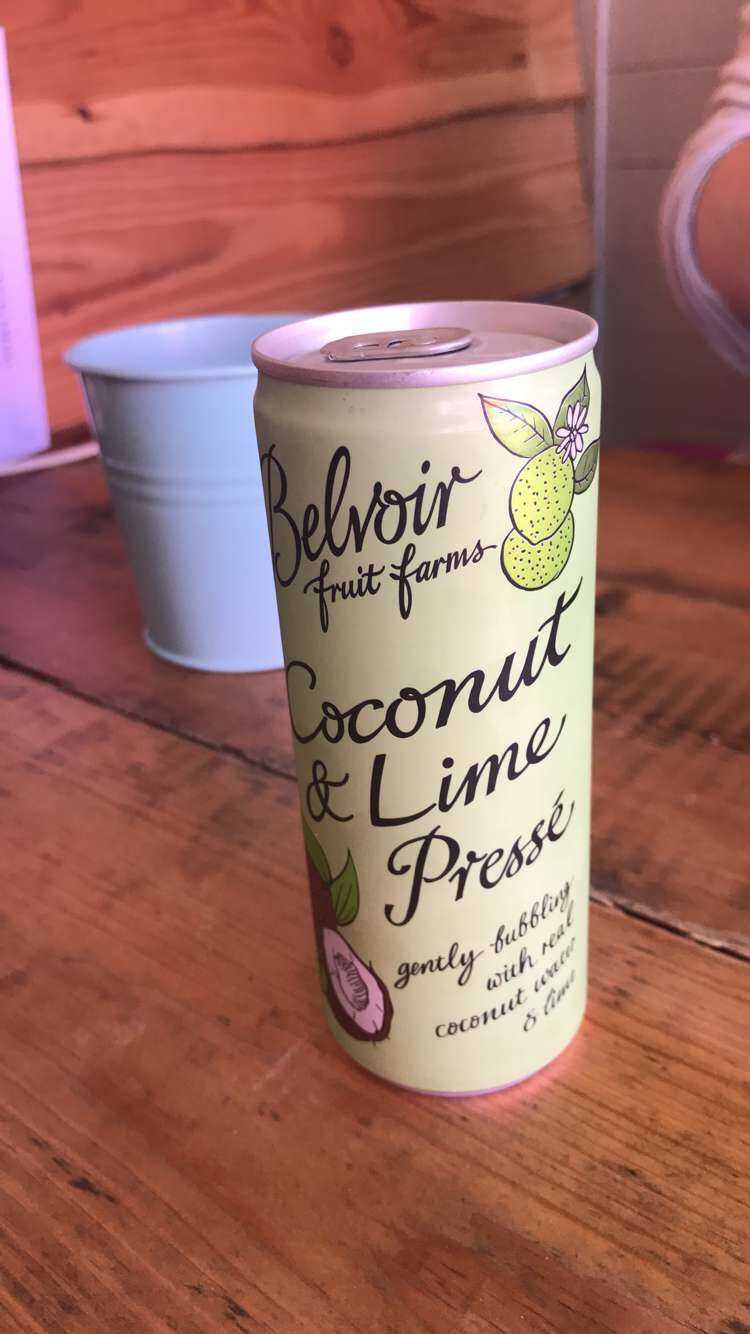 Belvoir
fruit farms
Coconut
& Lime
Pressé
gently bubbling
with real
coconut water
& lime